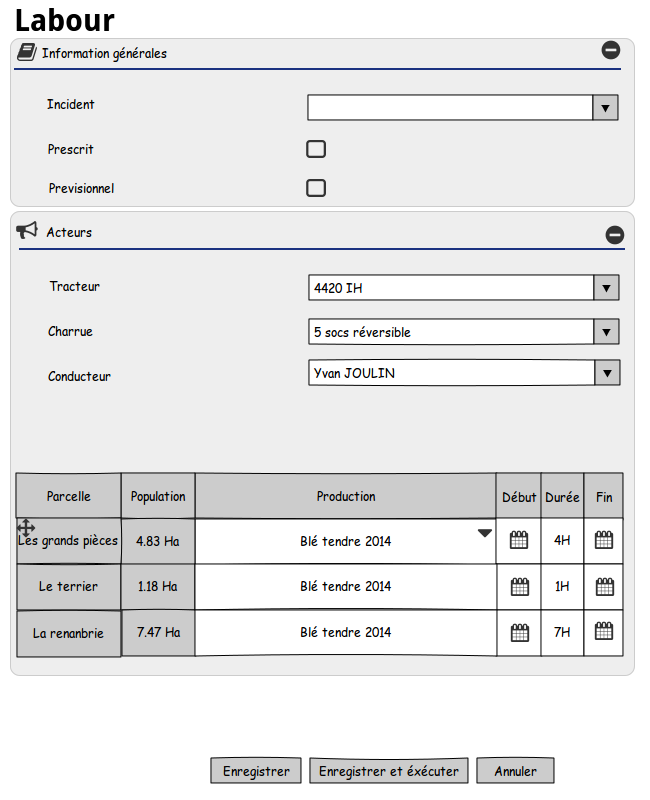 Labour
Information générales
Incident
Prescrit
Previsionnel
Acteurs
Tracteur 4420 IH
Charrue 5 socs réversible
Conducteur Yvan JOULIN
Parcelle Population Production Début Durée Fin
Les grands pièces 4.83 Ha Blé tendre 2014 4H
Le terrier 1.18 Ha Blé tendre 2014 1H
La renanbrie 7.47 Ha Blé tendre 2014 7H
Enregistrer Enregistrer et éxécuter Annuler